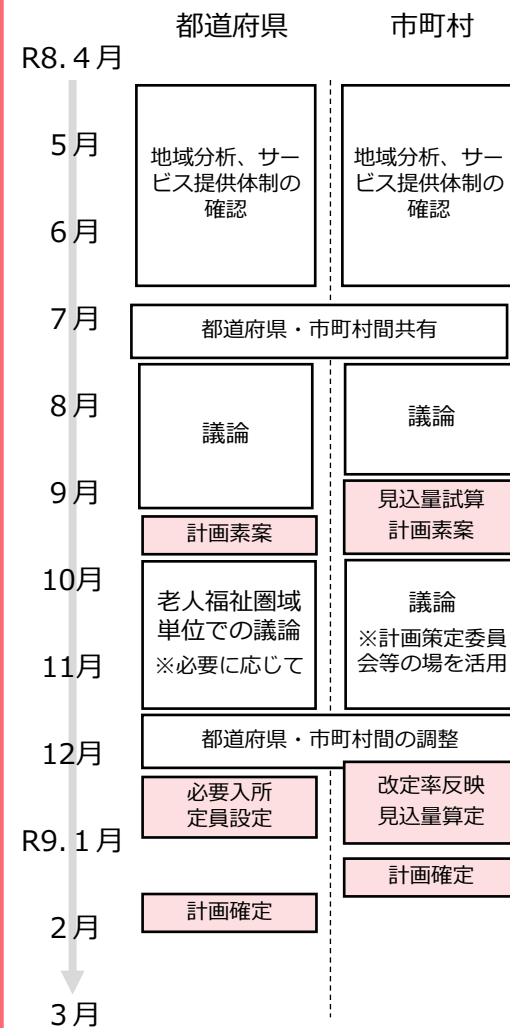 都道府県 市町村
R8.４月
5月
6月
7月
8月
9月
10月
11月
12月
R9.１月
2月
3月
地域分析、サー
ビス提供体制の
確認
地域分析、サー
ビス提供体制の
確認
都道府県・市町村間共有
議論
議論
計画素案
見込量試算
計画素案
老人福祉圏域
単位での議論
※必要に応じて
議論
※計画策定委員
会等の場を活用
都道府県・市町村間の調整
必要入所
定員設定
改定率反映
見込量算定
計画確定
計画確定